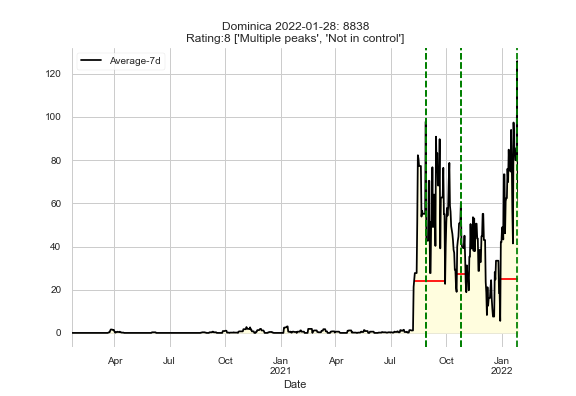 Dominica 2022-01-28: 8838
Rating:8 ['Multiple peaks', 'Not in control']
Average-7d
120
100
80
60
40
20
0
Apr Jul Oct Jan Apr Jul Oct Jan
2021 2022
Date